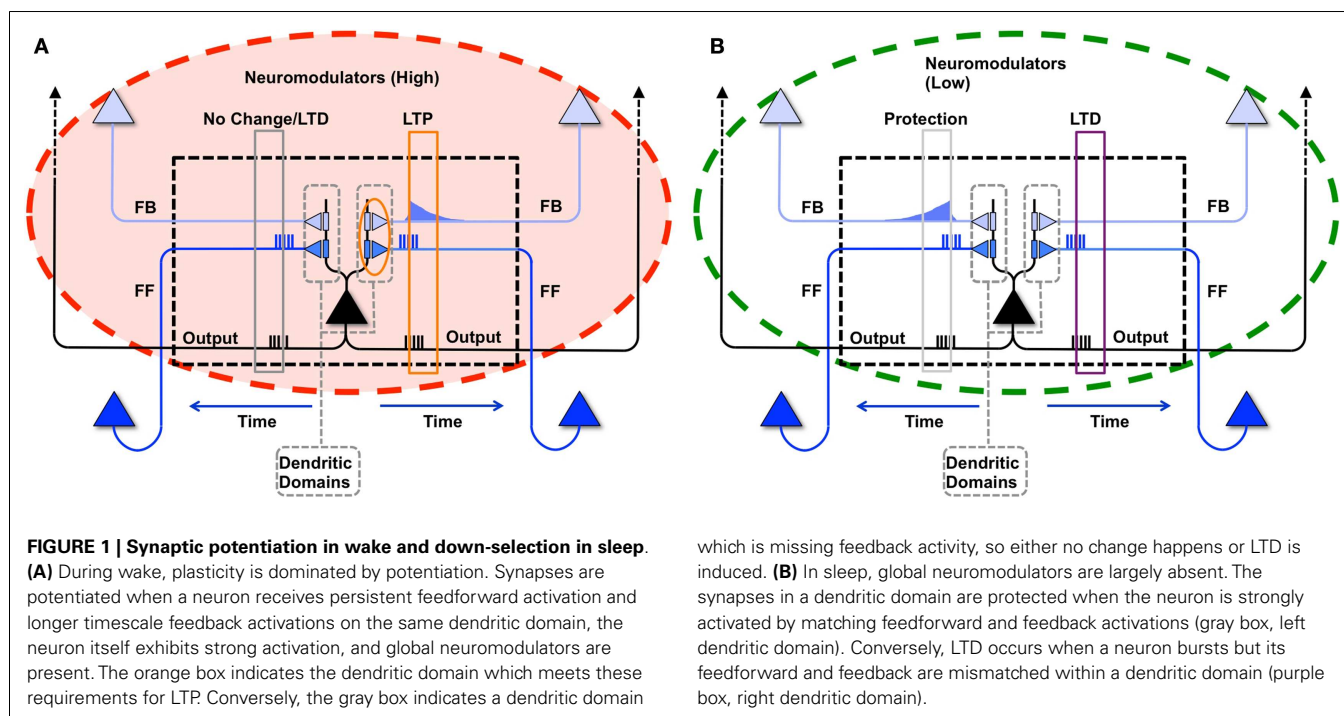 A
Neuromodulators (High)
No Change/LTD
LTP
FB
FB
FF
FF
Output
Output
Time
Time
Dendritic
Domains
B
Neuromodulators
(Low)
Protection
LTD
FB
FB
FF
FF
Output
Output
Time
Time
Dendritic
Domains
FIGURE 1 | Synaptic potentiation in wake and down-selection in sleep.
(A) During wake, plasticity is dominated by potentiation. Synapses are
potentiated when a neuron receives persistent feedforward activation and
longer timescale feedback activations on the same dendritic domain, the
neuron itself exhibits strong activation, and global neuromodulators are
present. The orange box indicates the dendritic domain which meets these
requirements for LTP. Conversely, the gray box indicates a dendritic domain
which is missing feedback activity, so either no change happens or LTD is
induced. (B) In sleep, global neuromodulators are largely absent. The
synapses in a dendritic domain are protected when the neuron is strongly
activated by matching feedforward and feedback activations (gray box, left
dendritic domain). Conversely, LTD occurs when a neuron bursts but its
feedforward and feedback are mismatched within a dendritic domain (purple
box, right dendritic domain).